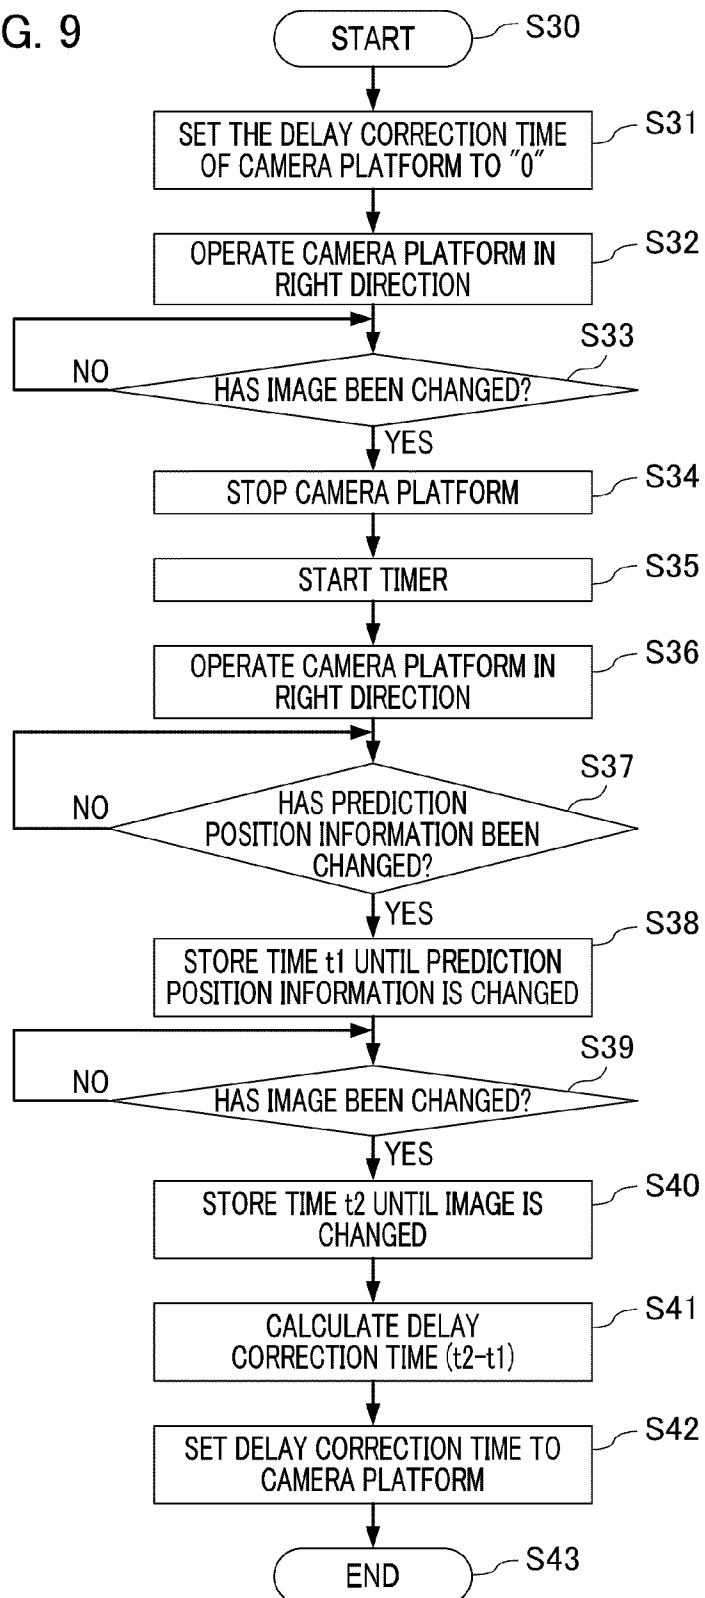 G. 9
START
S30
SET THE DELAY CORRECTION TIME
OF CAMERA PLATFORM TO "0"
S31
OPERATE CAMERA PLATFORM IN
RIGHT DIRECTION
S32
HAS IMAGE BEEN CHANGED?
S33
NO
YES
STOP CAMERA PLATFORM
S34
START TIMER
S35
OPERATE CAMERA PLATFORM IN
RIGHT DIRECTION
S36
HAS PREDICTION
POSITION INFORMATION BEEN
CHANGED?
S37
NO
YES
STORE TIME t1 UNTIL PREDICTION
POSITION INFORMATION IS CHANGED
S38
HAS IMAGE BEEN CHANGED?
S39
NO
YES
STORE TIME t2 UNTIL IMAGE IS
CHANGED
S40
CALCULATE DELAY
CORRECTION TIME (t2-t1)
S41
SET DELAY CORRECTION TIME TO
CAMERA PLATFORM
S42
END
S43